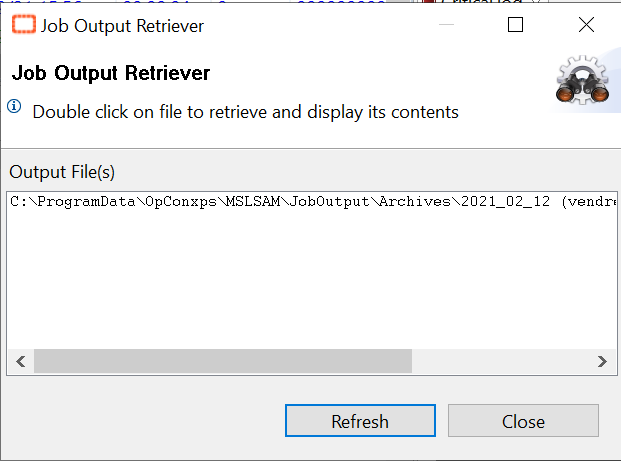 Job Output Retriever
Job Output Retriever
Double click on file to retrieve and display its contents
Output File(s)
C:\ProgramData\OpConxps\MSLSAM\JobOutput\Archives\2021_02_12 (vendre
Refresh
Close